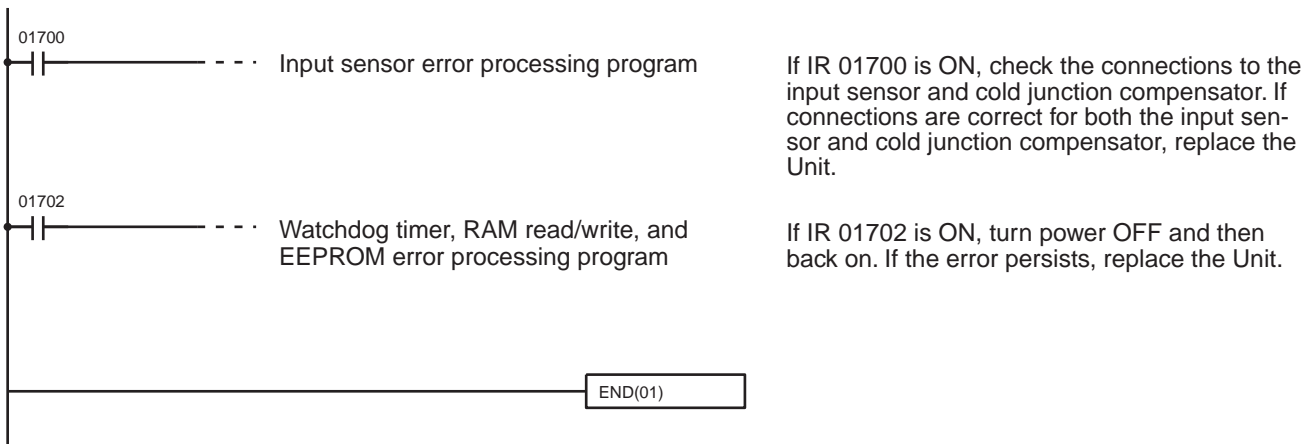 01700
Input sensor error processing program
If IR 01700 is ON, check the connections to the
input sensor and cold junction compensator. If
connections are correct for both the input sen-
sor and cold junction compensator, replace the
Unit.
01702
Watchdog timer, RAM read/write, and
EEPROM error processing program
If IR 01702 is ON, turn power OFF and then
back on. If the error persists, replace the Unit.
END(01)